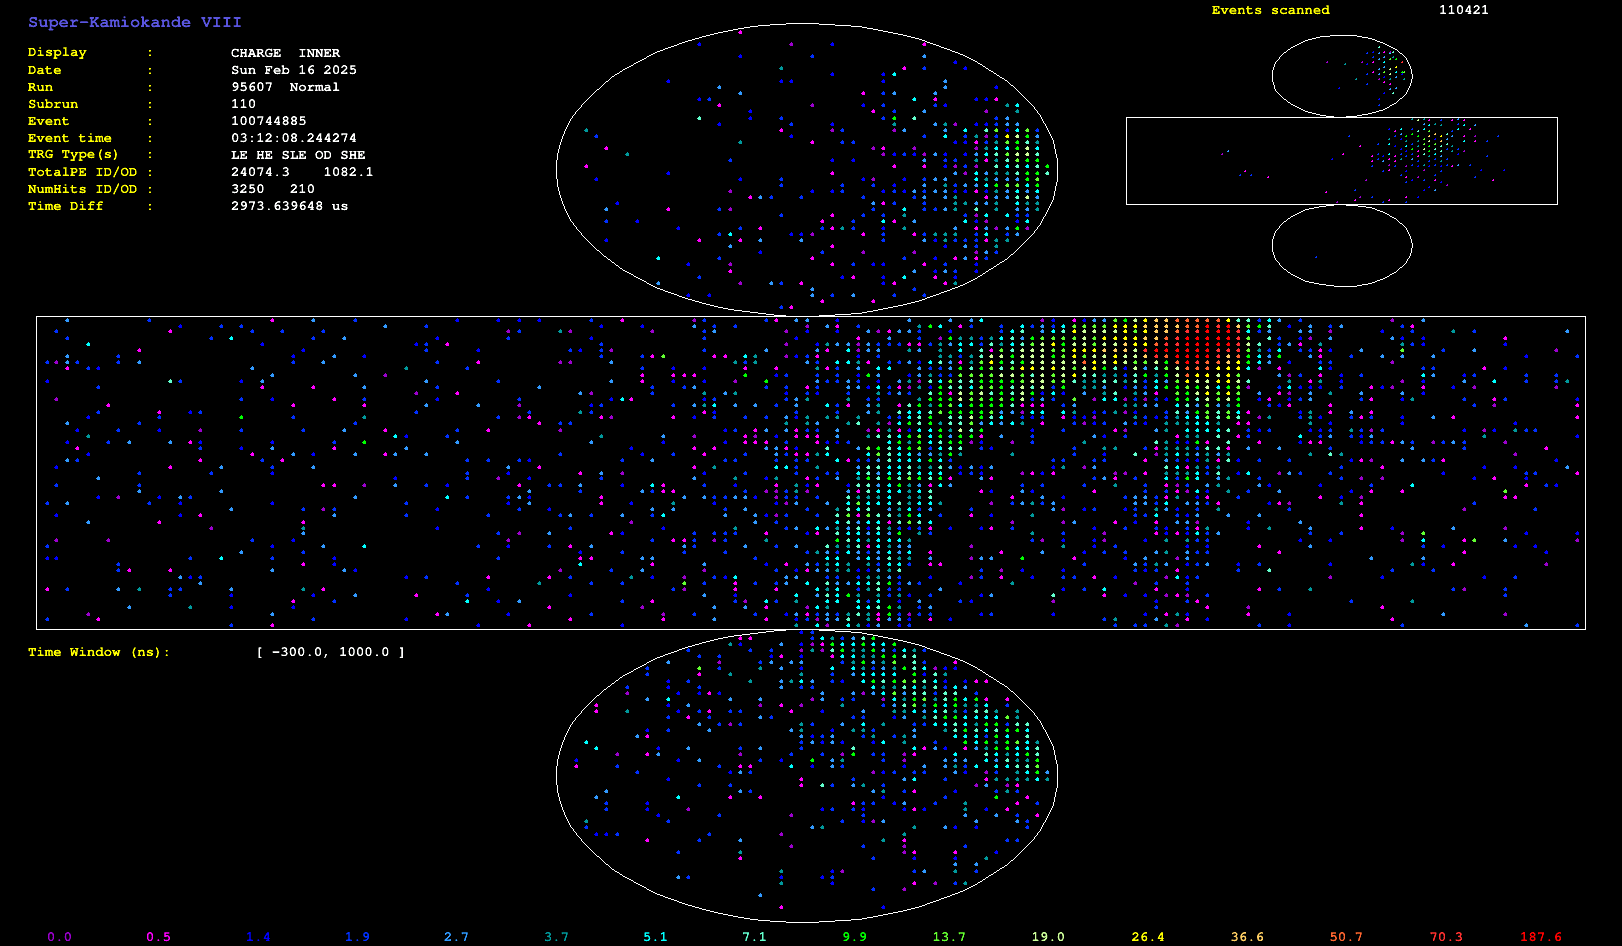 Super-Kamiokande VIII
Events scanned 110421
Display : CHARGE INNER
Date : Sun Feb 16 2025
Run : 95607 Normal
Subrun : 110
Event : 100744885
Event time : 03:12:08.244274
TRG Type(s) : LE HE SLE OD SHE
TotalPE ID/OD : 24074.3 1082.1
NumHits ID/OD : 3250 210
Time Diff : 2973.639648 us
Time Window (ns): [ -300.0, 1000.0 ]
0.0 0.5 1.4 1.9 2.7 3.7 5.1 7.1 9.9 13.7 19.0 26.4 36.6 50.7 70.3 187.6